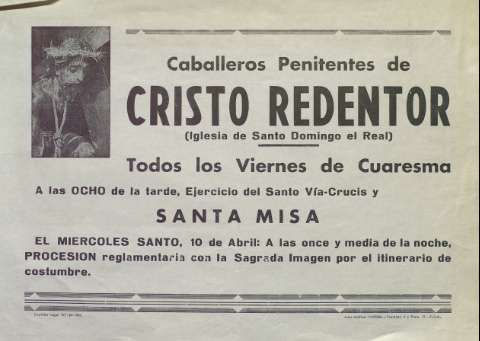 Caballeros Penitentes de
CRISTO REDENTOR
(Iglesia de Santo Domingo el Real)
Todos los Viernes de Cuaresma
A las OCHO de la tarde, Ejercicio del Santo Vía-Crucis y
SANTA MISA
EL MIERCOLES SANTO, 10 de Abril: A las once y media de la noche,
PROCESION reglamentaria con la Sagrada Imagen por el itinerario de
costumbre.